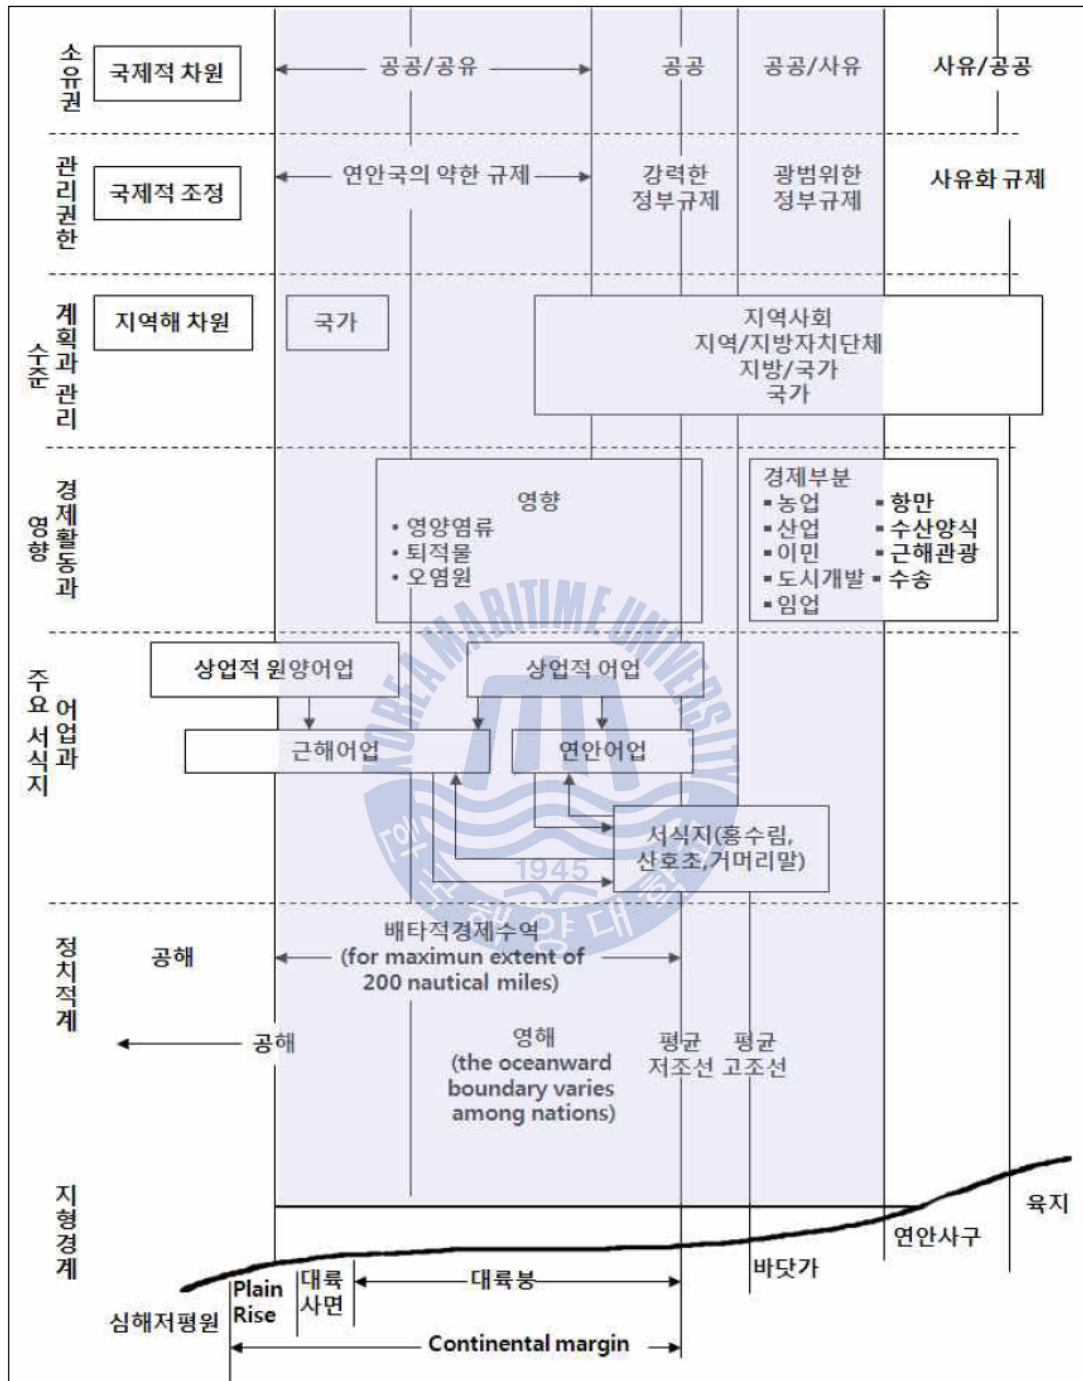 소유권
국제적 차원
공공/공유
공공
공공/사유
사유/공공
관리권한
국제적 조정
연안국의 약한 규제
강력한
정부규제
광범위한
정부규제
사유화 규제
계획과 관리
수준
지역해 차원
국가
지역사회
지역/지방자치단체
지방/국가
국가
경제활동과
영향
영향
• 영양염류
• 퇴적물
• 오염원
경제부분
▪ 농업
▪ 산업
▪ 이민
▪ 도시개발
▪ 임업
▪ 항만
▪ 수산양식
▪ 근해관광
▪ 수송
어업과
주요 서식지
상업적 원양어업
상업적 어업
근해어업
연안어업
서식지(홍수림,
산호초,거머리말)
KOREA MARITIME UNIVERSITY
1945
한국해양대학교
정치적계
공해
배타적경제수역
(for maximun extent of
200 nautical miles)
공해
영해
(the oceanward
boundary varies
among nations)
평균
저조선
평균
고조선
지형경계
육지
연안사구
바닷가
대륙붕
대륙
사면
Plain
Rise
심해저평원
Continental margin